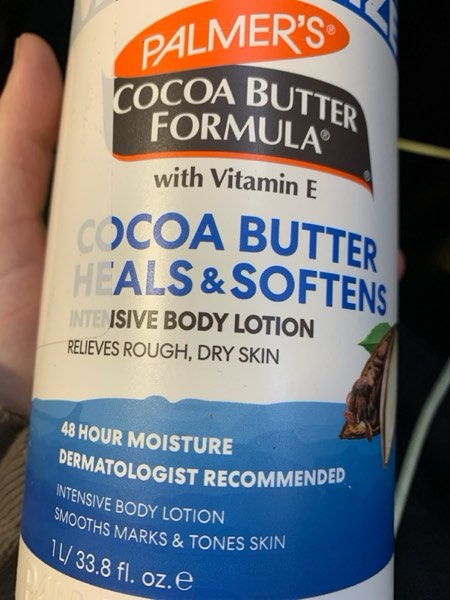 PALMER'S®
COCOA BUTTER
FORMULA®
with Vitamin E
COCOA BUTTER
HEALS & SOFTENS
INTENSIVE BODY LOTION
RELIEVES ROUGH, DRY SKIN
48 HOUR MOISTURE
DERMATOLOGIST RECOMMENDED
INTENSIVE BODY LOTION
SMOOTHS MARKS & TONES SKIN
1 L/ 33.8 fl. oz. ℮